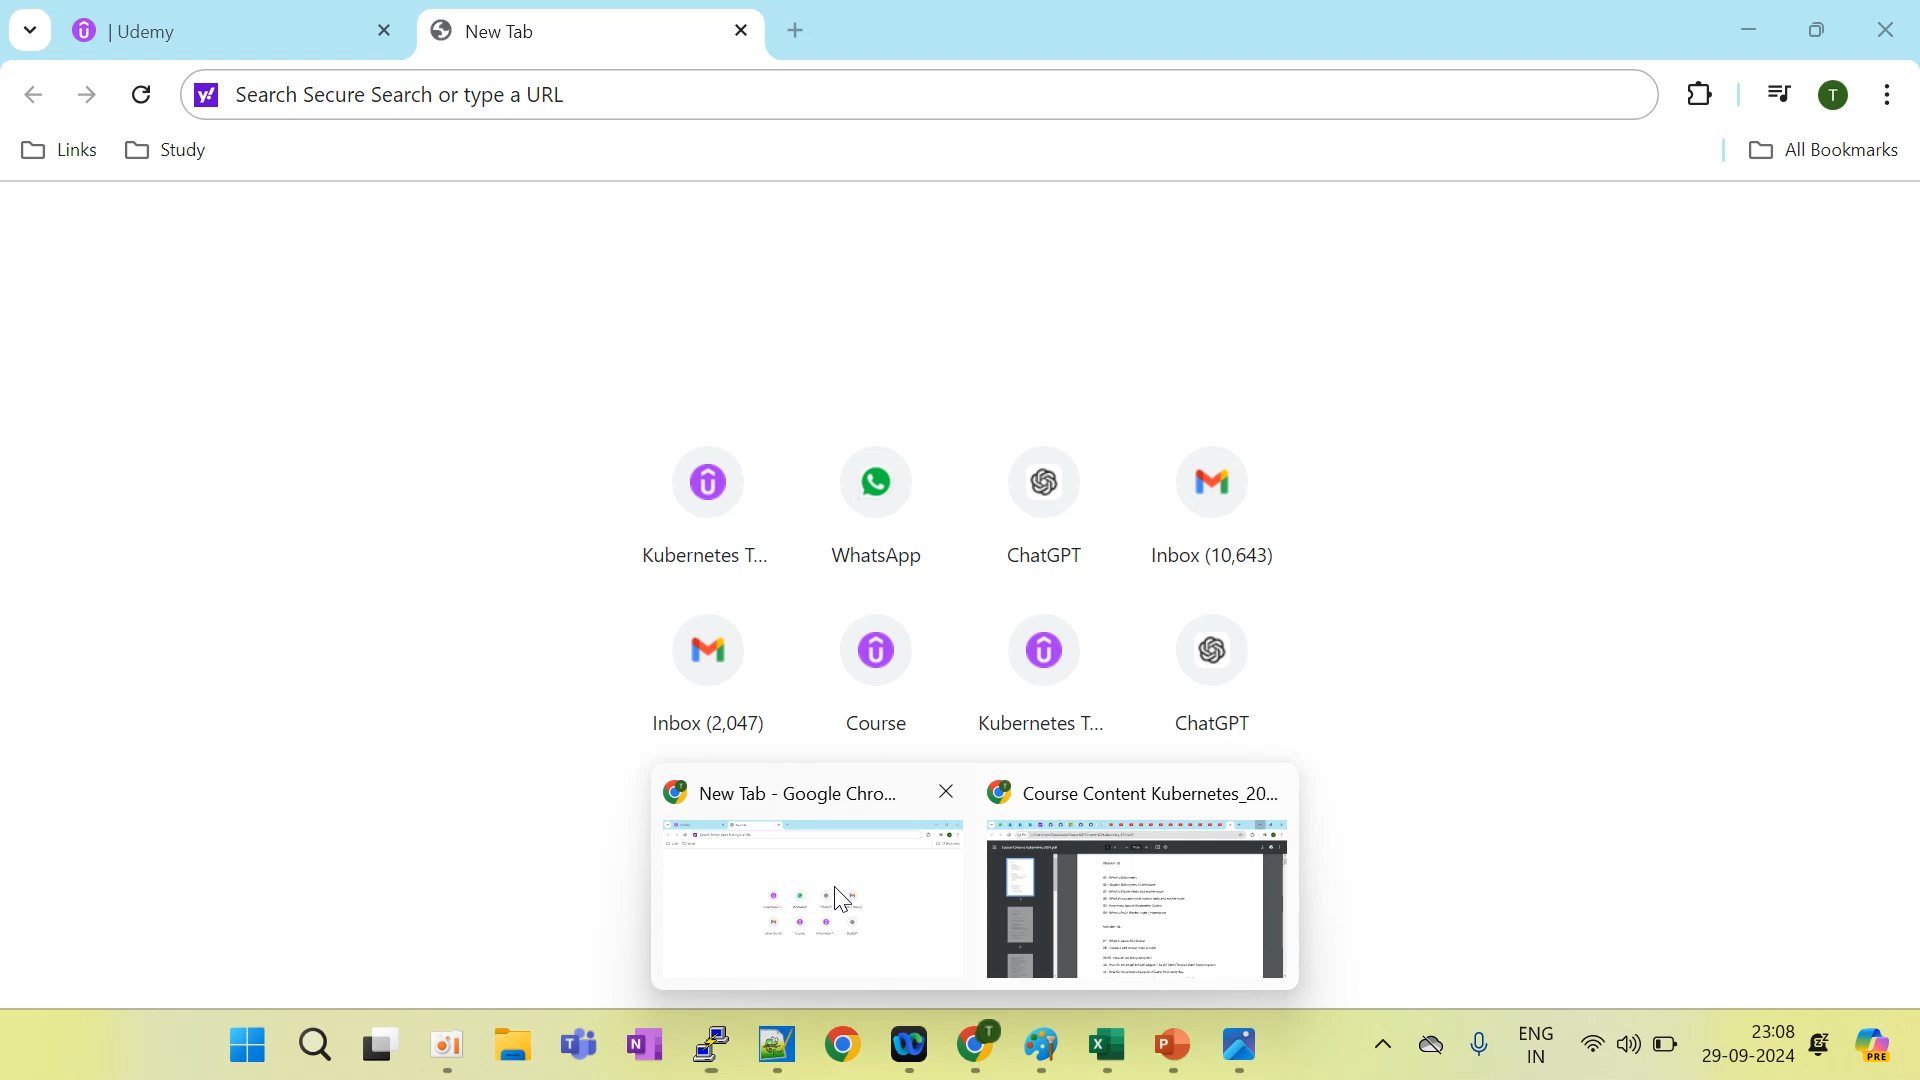 | Udemy
New Tab
Search Secure Search or type a URL
T
Links
Study
All Bookmarks
Kubernetes T...
WhatsApp
ChatGPT
Inbox (10,643)
Inbox (2,047)
Course
Kubernetes T...
ChatGPT
New Tab - Google Chro...
Course Content Kubernetes_20...
ENG
IN
23:08
29-09-2024
PRE